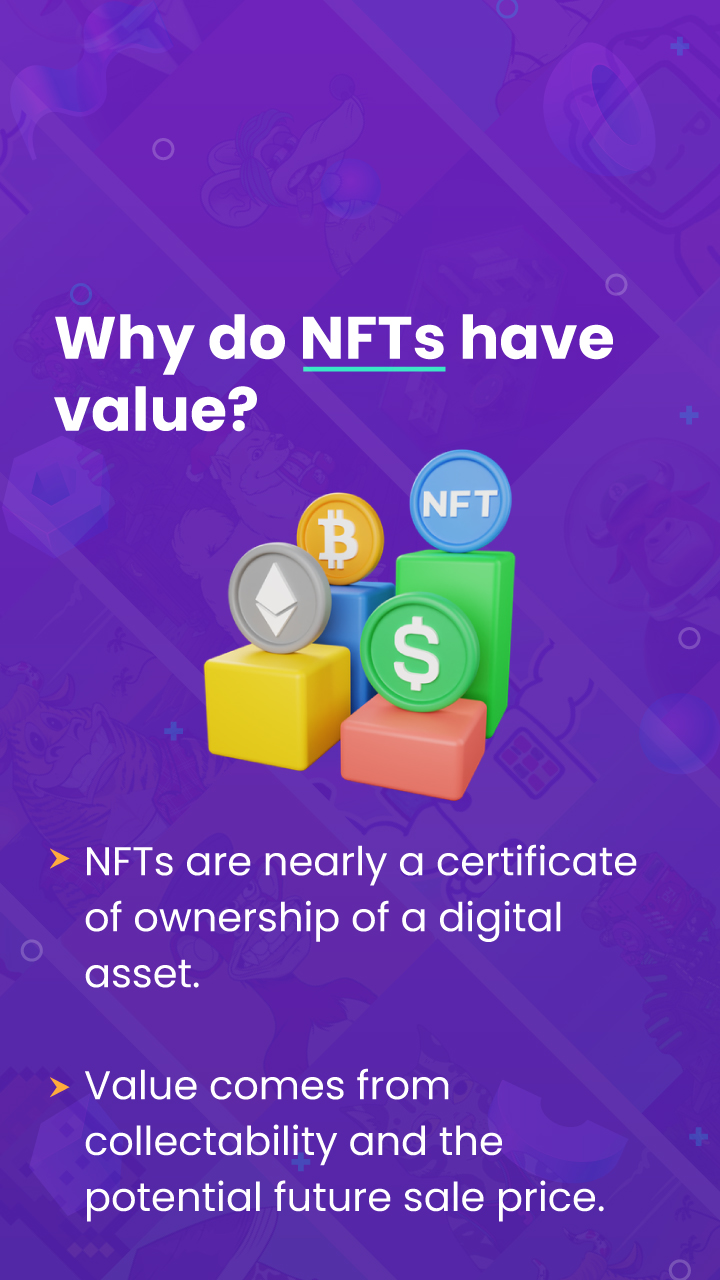 Why do NFTs have
value?
NFT
NFTs are nearly a certificate
of ownership of a digital
asset.
Value comes from
collectability and the
potential future sale price.